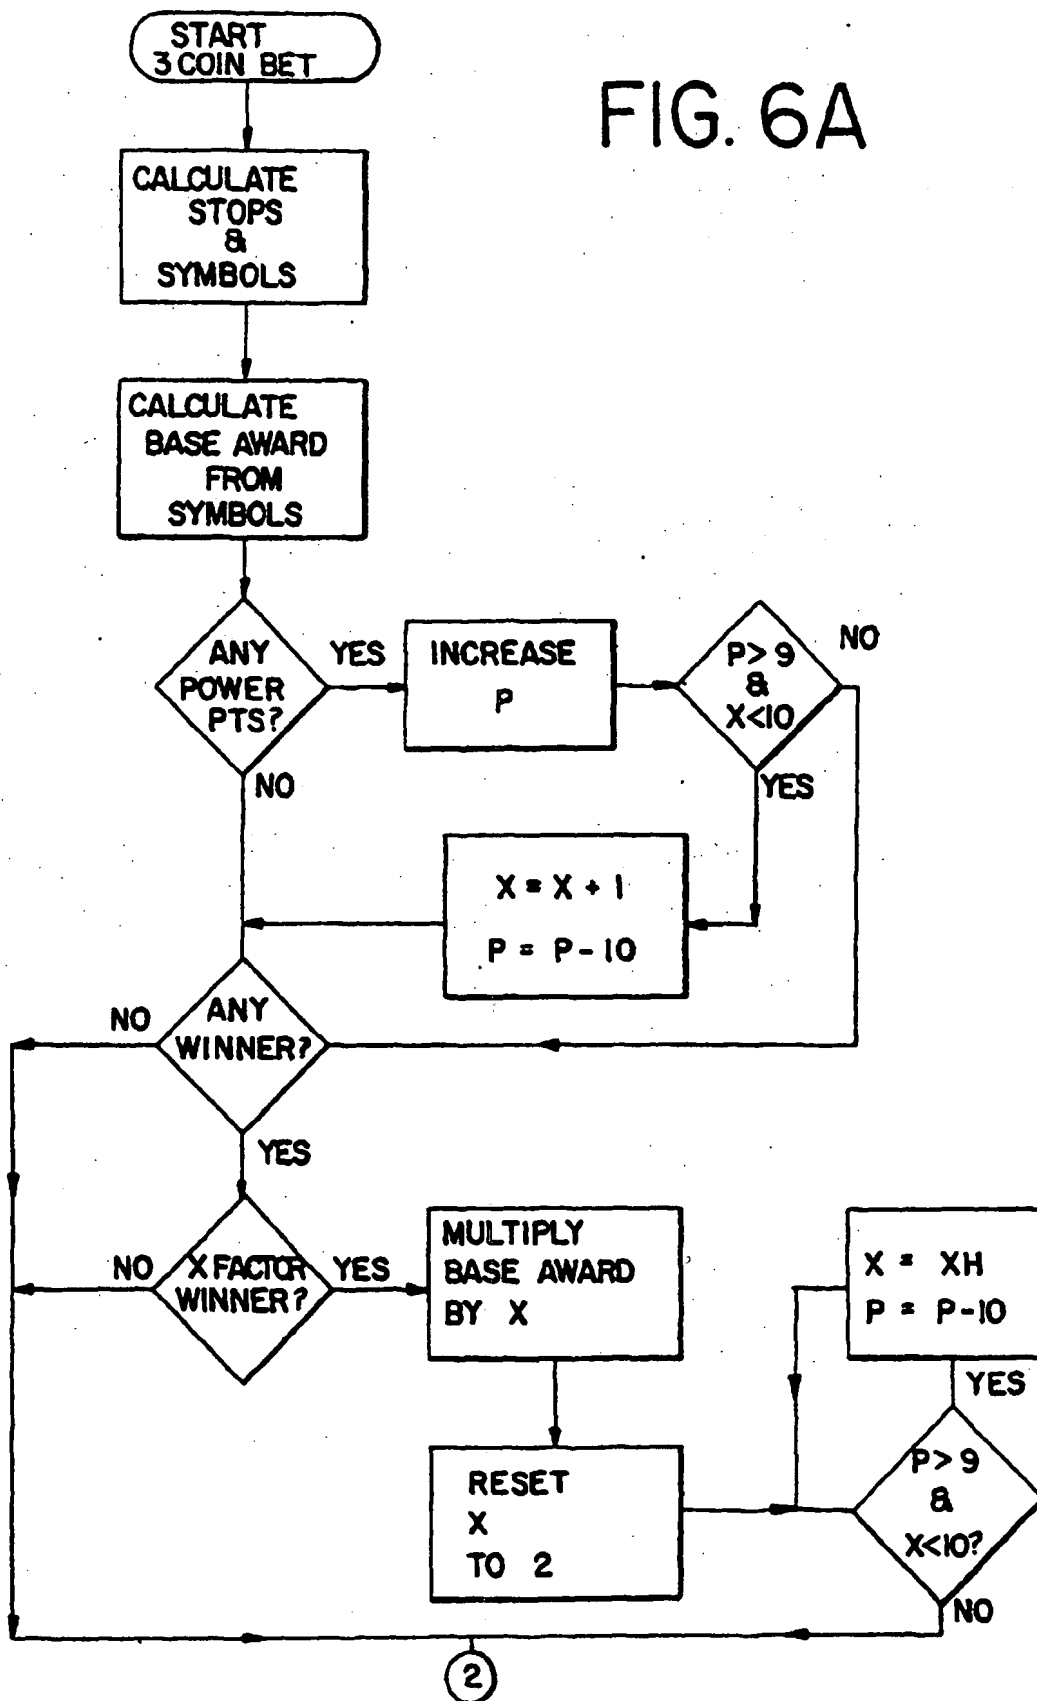 START
3 COIN BET
FIG. 6A
CALCULATE
STOPS
&
SYMBOLS
CALCULATE
BASE AWARD
FROM
SYMBOLS
ANY
POWER
PTS?
YES
NO
INCREASE
P
P>9
&
X<10
NO
YES
X = X + 1
P = P-10
ANY
WINNER?
NO
YES
X FACTOR
WINNER?
NO
YES
MULTIPLY
BASE AWARD
BY X
RESET
X
TO 2
X = XH
P = P-10
YES
P>9
&
X<10?
NO
2